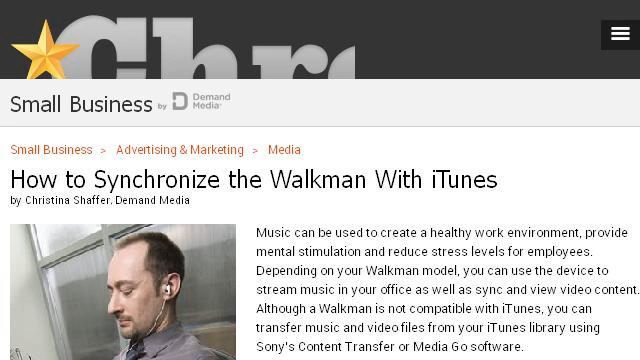 Chr
Small Business by Demand Media
Small Business > Advertising & Marketing > Media
How to Synchronize the Walkman With iTunes
by Christina Shaffer, Demand Media
Music can be used to create a healthy work environment, provide
mental stimulation and reduce stress levels for employees.
Depending on your Walkman model, you can use the device to
stream music in your office as well as sync and view video content.
Although a Walkman is not compatible with iTunes, you can
transfer music and video files from your iTunes library using
Sony's Content Transfer or Media Go software.